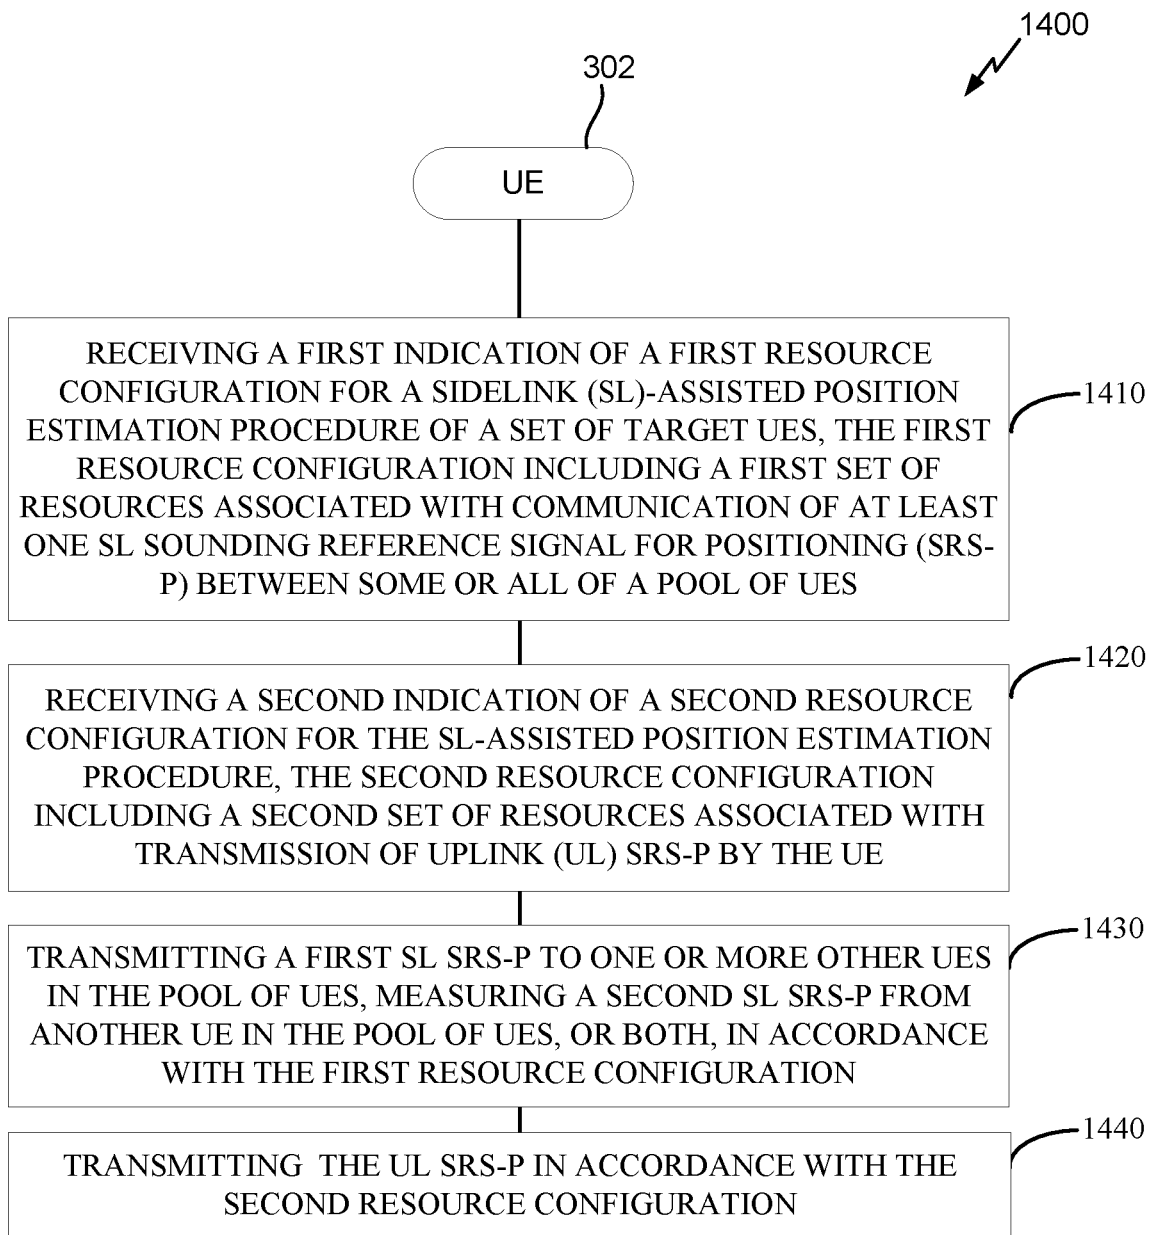 1400
302
UE
RECEIVING A FIRST INDICATION OF A FIRST RESOURCE
CONFIGURATION FOR A SIDELINK (SL)-ASSISTED POSITION
ESTIMATION PROCEDURE OF A SET OF TARGET UES, THE FIRST
RESOURCE CONFIGURATION INCLUDING A FIRST SET OF
RESOURCES ASSOCIATED WITH COMMUNICATION OF AT LEAST
ONE SL SOUNDING REFERENCE SIGNAL FOR POSITIONING (SRS-
P) BETWEEN SOME OR ALL OF A POOL OF UES
1410
RECEIVING A SECOND INDICATION OF A SECOND RESOURCE
CONFIGURATION FOR THE SL-ASSISTED POSITION ESTIMATION
PROCEDURE, THE SECOND RESOURCE CONFIGURATION
INCLUDING A SECOND SET OF RESOURCES ASSOCIATED WITH
TRANSMISSION OF UPLINK (UL) SRS-P BY THE UE
1420
TRANSMITTING A FIRST SL SRS-P TO ONE OR MORE OTHER UES
IN THE POOL OF UES, MEASURING A SECOND SL SRS-P FROM
ANOTHER UE IN THE POOL OF UES, OR BOTH, IN ACCORDANCE
WITH THE FIRST RESOURCE CONFIGURATION
1430
TRANSMITTING THE UL SRS-P IN ACCORDANCE WITH THE
SECOND RESOURCE CONFIGURATION
1440